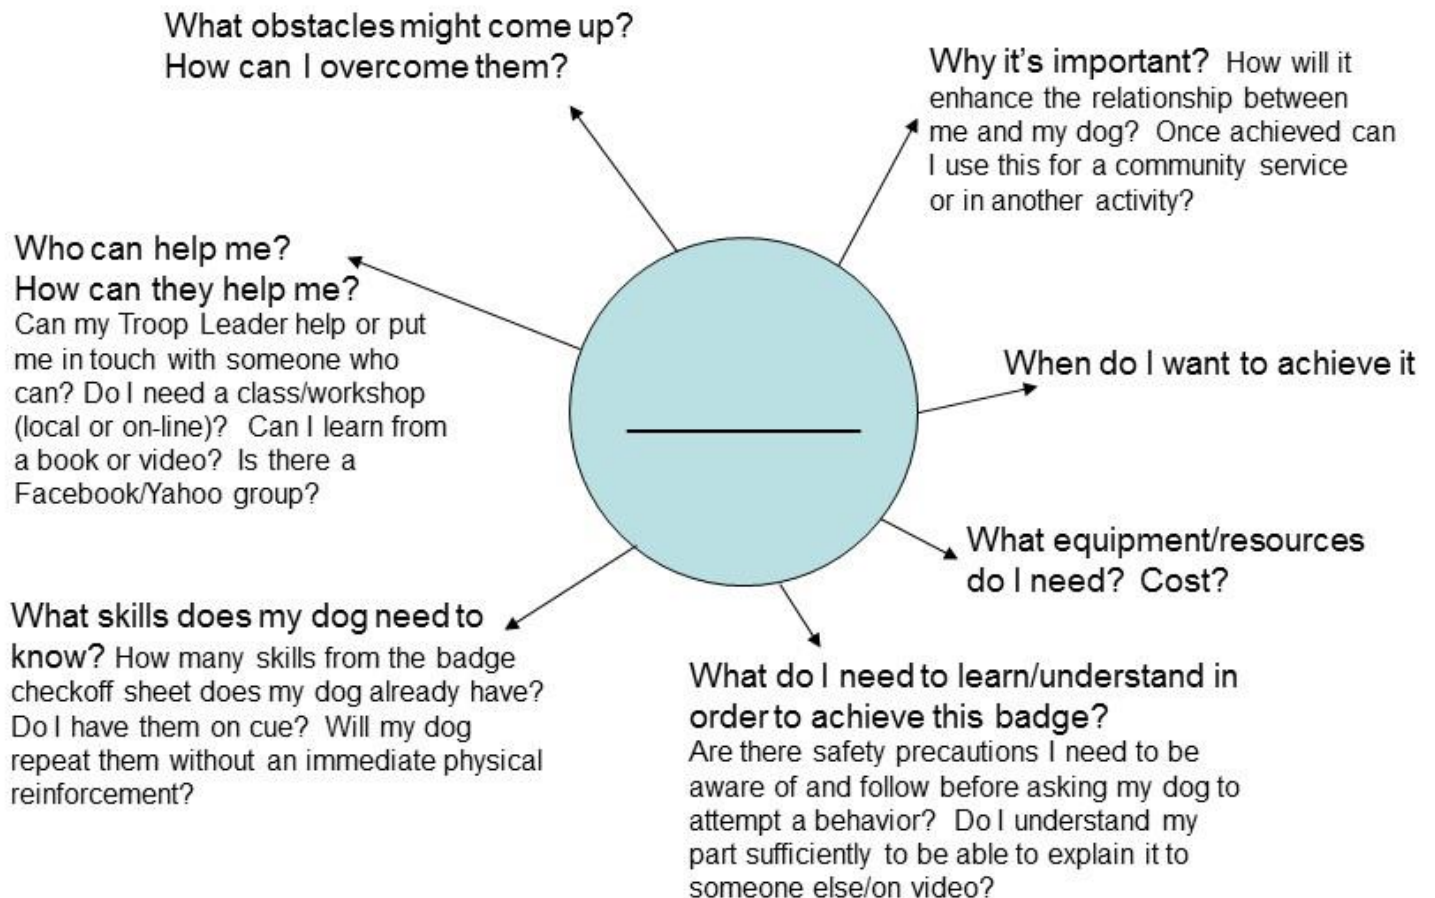 What obstacles might come up?
How can I overcome them?
Why it's important? How will it
enhance the relationship between
me and my dog? Once achieved can
I use this for a community service
or in another activity?
Who can help me?
How can they help me?
Can my Troop Leader help or put
me in touch with someone who
can? Do I need a class/workshop
(local or on-line)? Can I learn from
a book or video? Is there a
Facebook/Yahoo group?
When do I want to achieve it
What equipment/resources
do I need? Cost?
What skills does my dog need to
know? How many skills from the badge
checkoff sheet does my dog already have?
Do I have them on cue? Will my dog
repeat them without an immediate physical
reinforcement?
What do I need to learn/understand in
order to achieve this badge?
Are there safety precautions I need to be
aware of and follow before asking my dog to
attempt a behavior? Do I understand my
part sufficiently to be able to explain it to
someone else/on video?